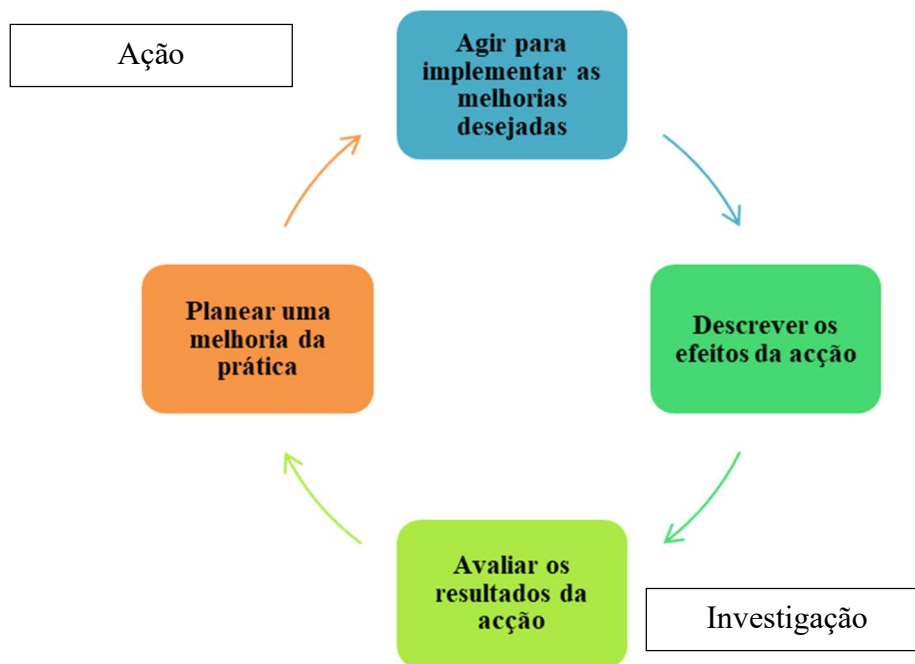 Ação
Agir para
implementar as
melhorias
desejadas
Planear uma
melhoria da
prática
Descrever os
efeitos da acção
Avaliar os
resultados da
acção
Investigação